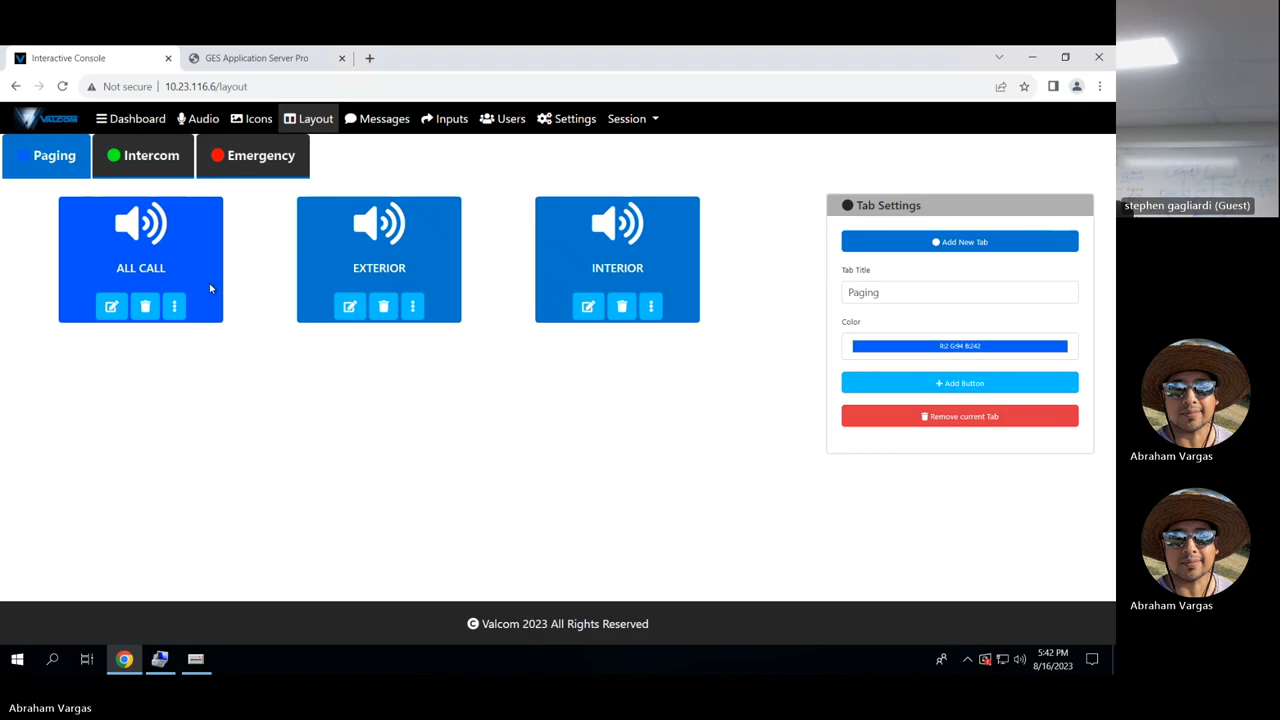 Interactive Console
GES Application Server Pro
Not secure
10.23.116.6/layout
VALCOM
Dashboard
Audio
Icons
Layout
Messages
Inputs
Users
Settings
Session
Paging
Intercom
Emergency
ALL CALL
EXTERIOR
INTERIOR
Tab Settings
Add New Tab
Tab Title
Paging
Color
R:2 G:94 B:242
+ Add Button
Remove current Tab
Valcom 2023 All Rights Reserved
5:42 PM
8/16/2023
stephen gagliardi (Guest)
Abraham Vargas
Abraham Vargas
Abraham Vargas